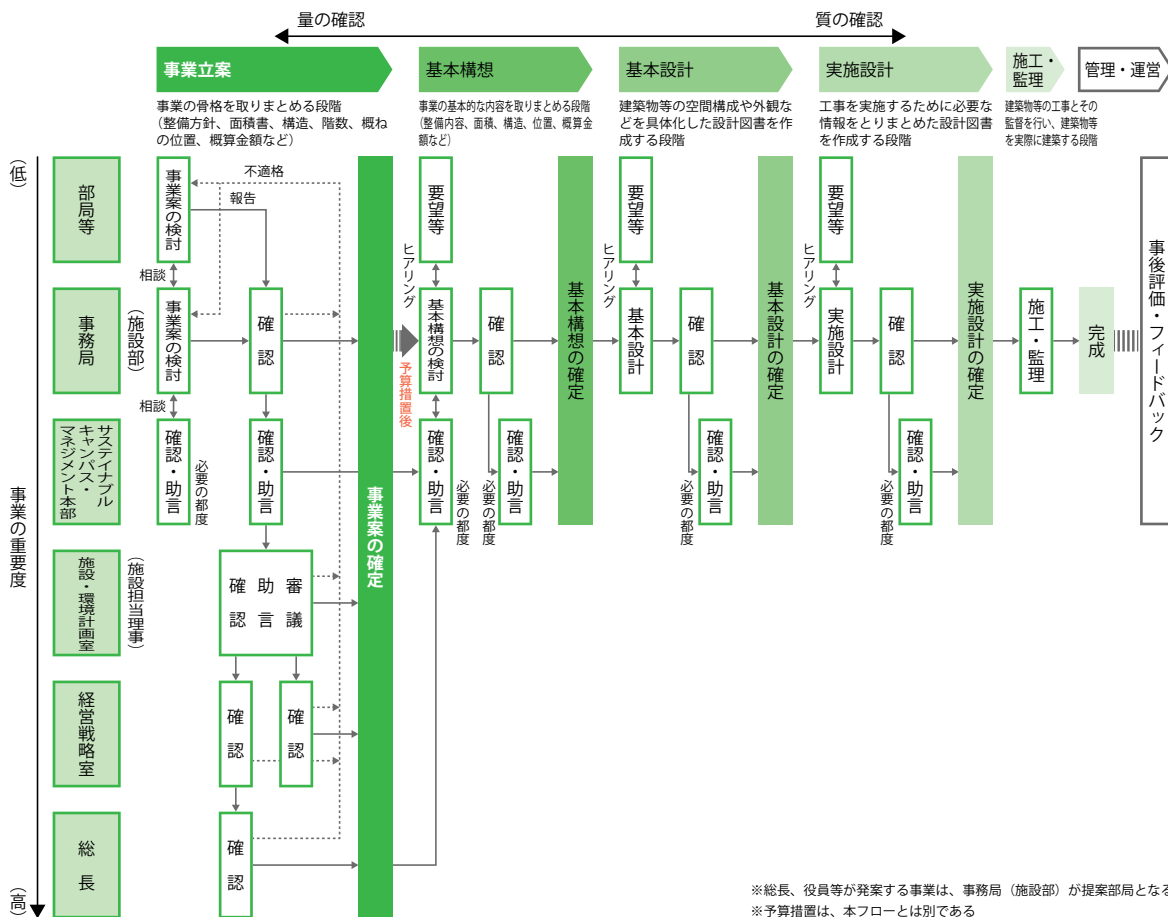 量の確認
質の確認
事業立案
基本構想
基本設計
実施設計
施工・
監理
管理・運営
事業の骨格を取りまとめる段階
（整備方針、面積書、構造、階数、概ね
の位置、概算金額など）
事業の基本的な内容を取りまとめる段階
（整備内容、面積、構造、位置、概算金
額など）
建築物等の空間構成や外観な
どを具体化した設計図書を作
成する段階
工事を実施するために必要な
情報をとりまとめた設計図書
を作成する段階
建築物等の工事とその
監督を行い、建築物等
を実際に建築する段階
（低）
事業の重要度
（高）
部局等
事業案の検討
不適格
報告
相談
要望等
ヒアリング
要望等
ヒアリング
要望等
ヒアリング
事務局
（施設部）
事業案の検討
確認
相談
予算措置後
基本構想の検討
確認
基本構想の確定
基本設計
確認
基本設計の確定
実施設計
確認
実施設計の確定
施工・監理
完成
事後評価・フィードバック
サステイナブル
キャンパス・
マネジメント本部
確認・助言
必要の都度
確認・助言
事業案の確定
確認・助言
必要の都度
確認・助言
必要の都度
確認・助言
必要の都度
確認・助言
必要の都度
施設・環境計画室
（施設担当理事）
審議
助言
確認
経営戦略室
確認
確認
総長
確認
※総長、役員等が発案する事業は、事務局（施設部）が提案部局となる
※予算措置は、本フローとは別である